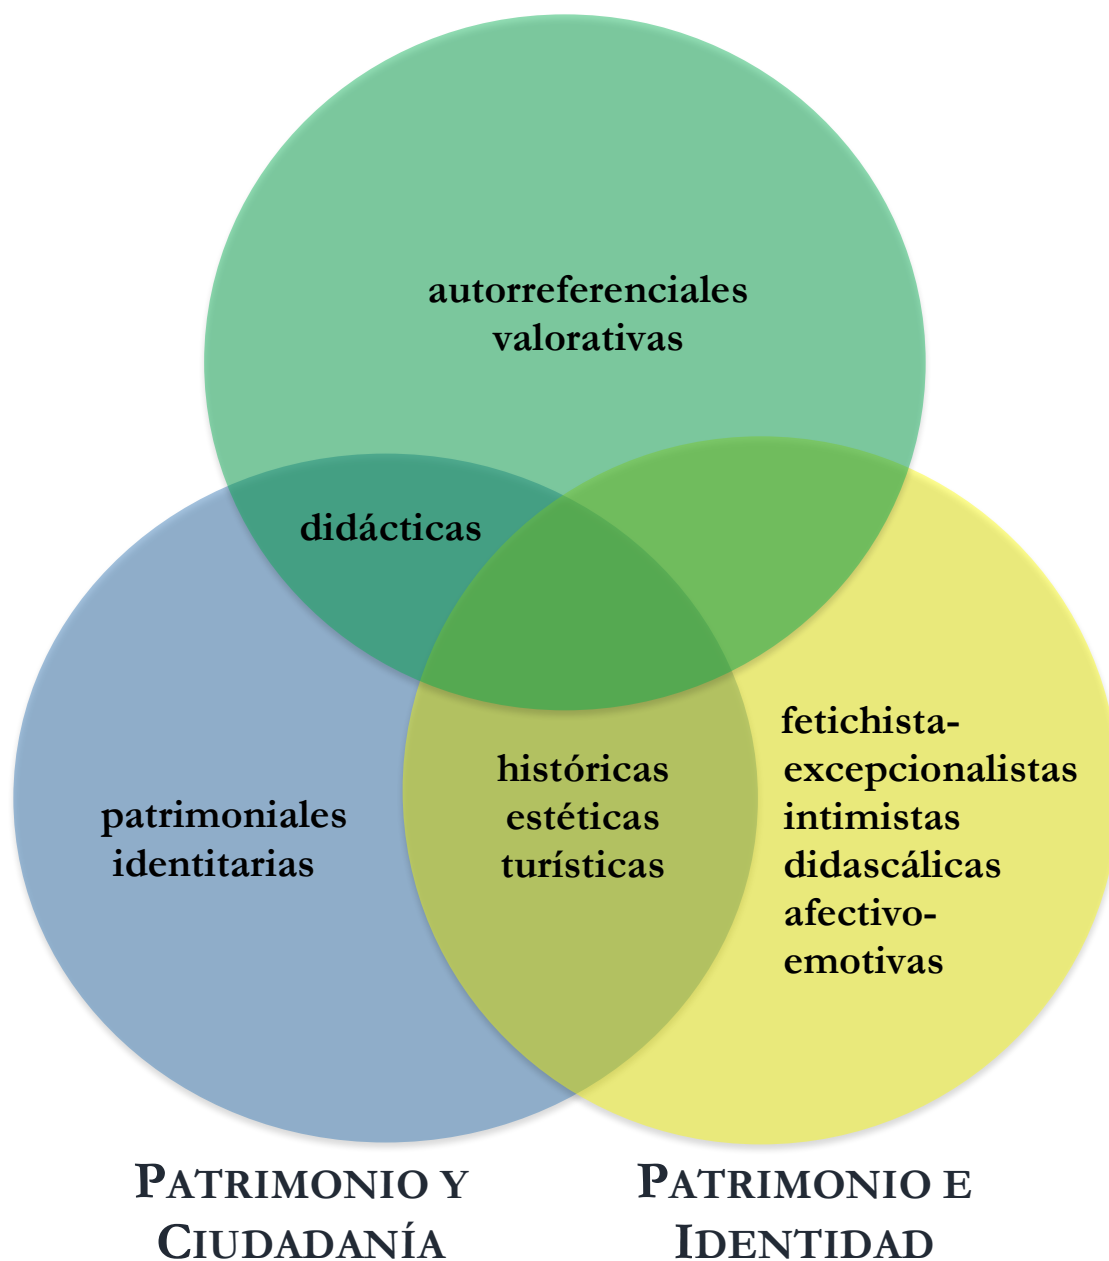 autorreferenciales
valorativas
didácticas
patrimoniales
identitarias
históricas
estéticas
turísticas
fetichista-
excepcionalistas
intimistas
didascálicas
afectivo-
emotivas
PATRIMONIO Y
CIUDADANÍA
PATRIMONIO E
IDENTIDAD